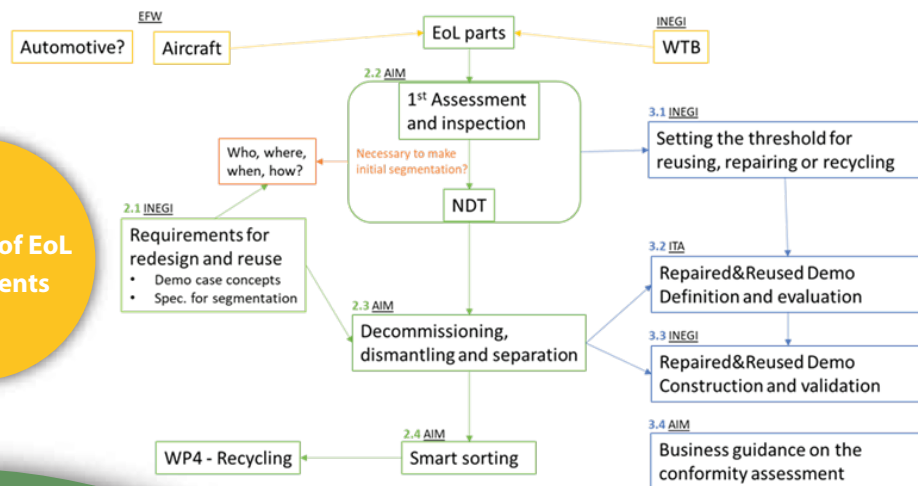 EFW
Automotive?
Aircraft
EoL parts
INEGI
WTB
2.2 AIM
1st Assessment
and inspection
Necessary to make
initial segmentation?
NDT
Who, where,
when, how?
2.1 INEGI
Requirements for
redesign and reuse
• Demo case concepts
• Spec. for segmentation
2.3 AIM
Decommissioning,
dismantling and separation
2.4 AIM
Smart sorting
WP4 - Recycling
3.1 INEGI
Setting the threshold for
reusing, repairing or recycling
3.2 ITA
Repaired&Reused Demo
Definition and evaluation
3.3 INEGI
Repaired&Reused Demo
Construction and validation
3.4 AIM
Business guidance on the
conformity assessment
of EoL